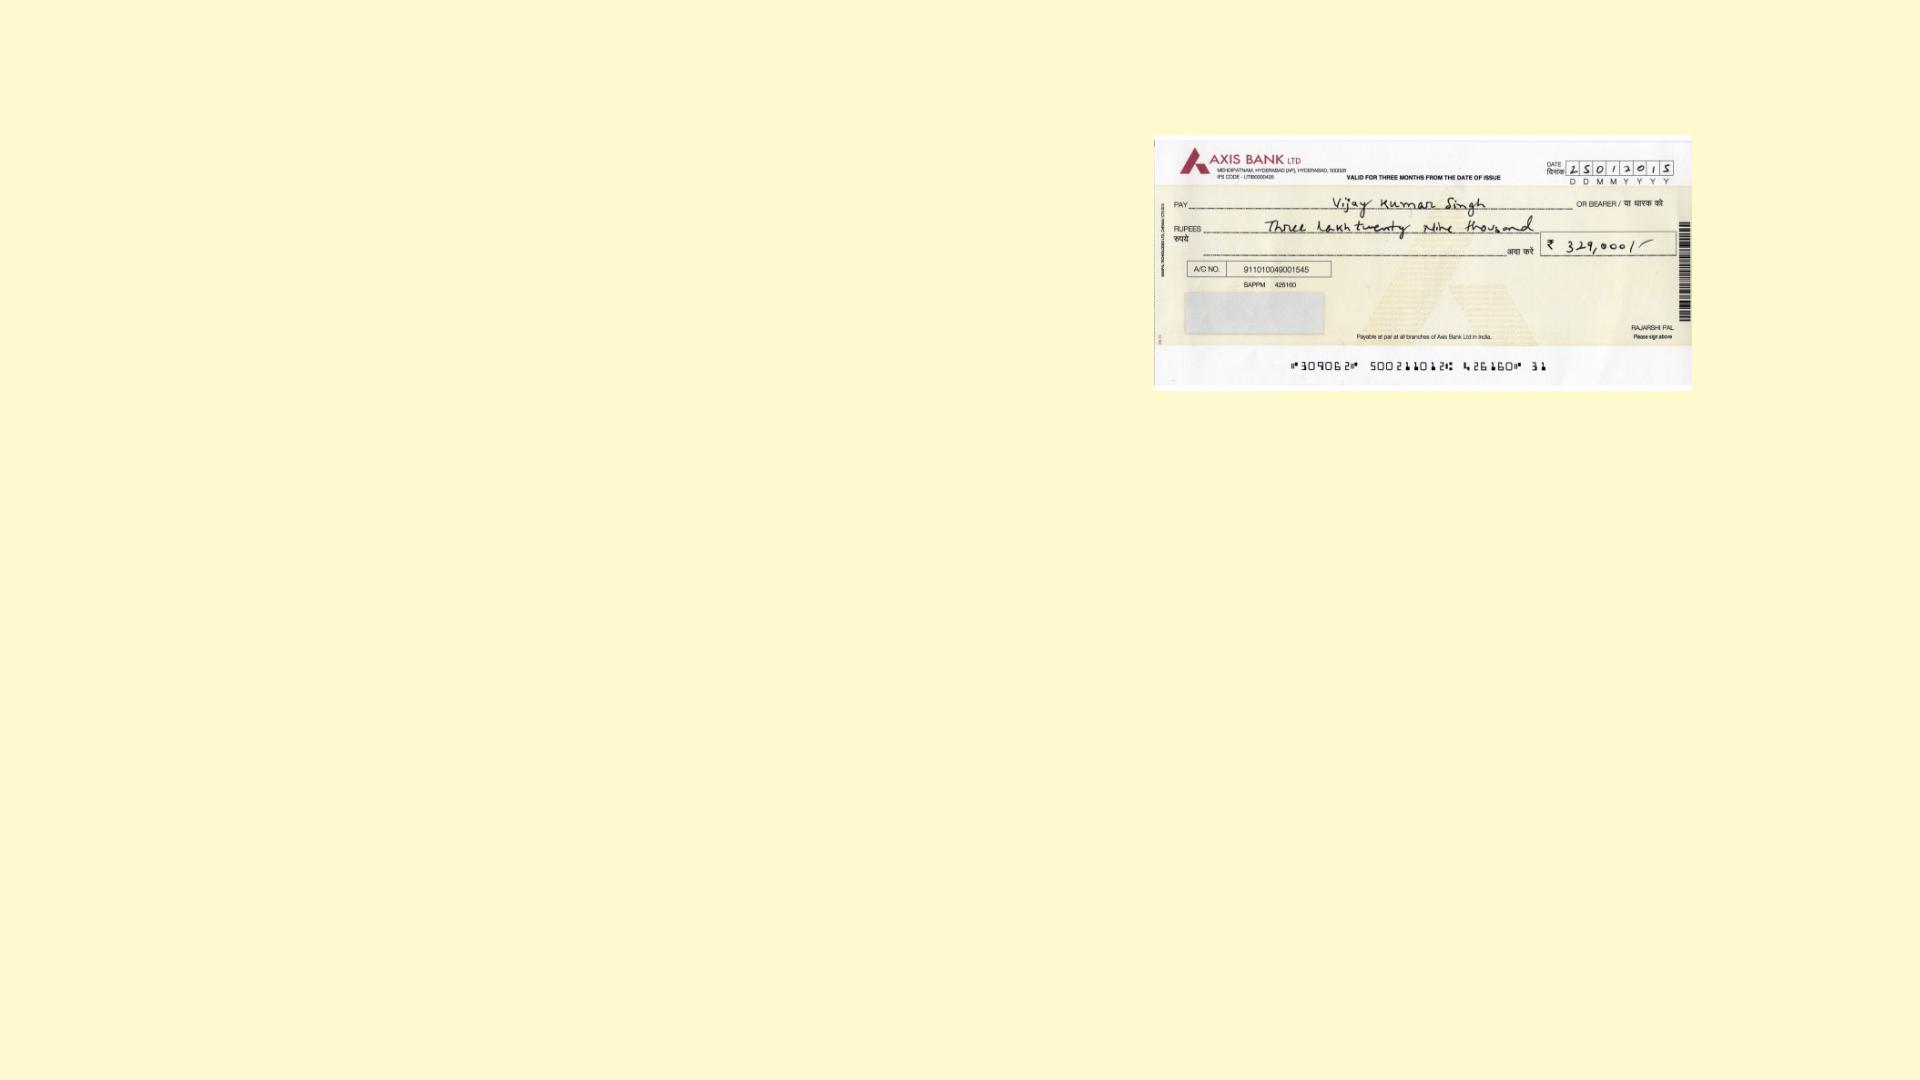 AXIS BANK LTD
MEHDIPATNAM, HYDERABAD [AP], HYDERABAD, 500028
IFS CODE - UTIB0000426
VALID FOR THREE MONTHS FROM THE DATE OF ISSUE
DATE 2 5 0 1 2 0 1 5
दिनांक
D D M M Y Y Y Y
PAY Vijay Kumar Singh OR BEARER / या धारक को
RUPEES Three Lakh twenty Nine thousand
रुपये
अदा करें ₹ 329,000/-
A/C NO. 911010049001545
SAPPM 426160
RAJARSHI PAL
Payable at par at all branches of Axis Bank Ltd in India.
Please sign above
⑈309062⑈ 500211012⑆ 426160⑈ 31